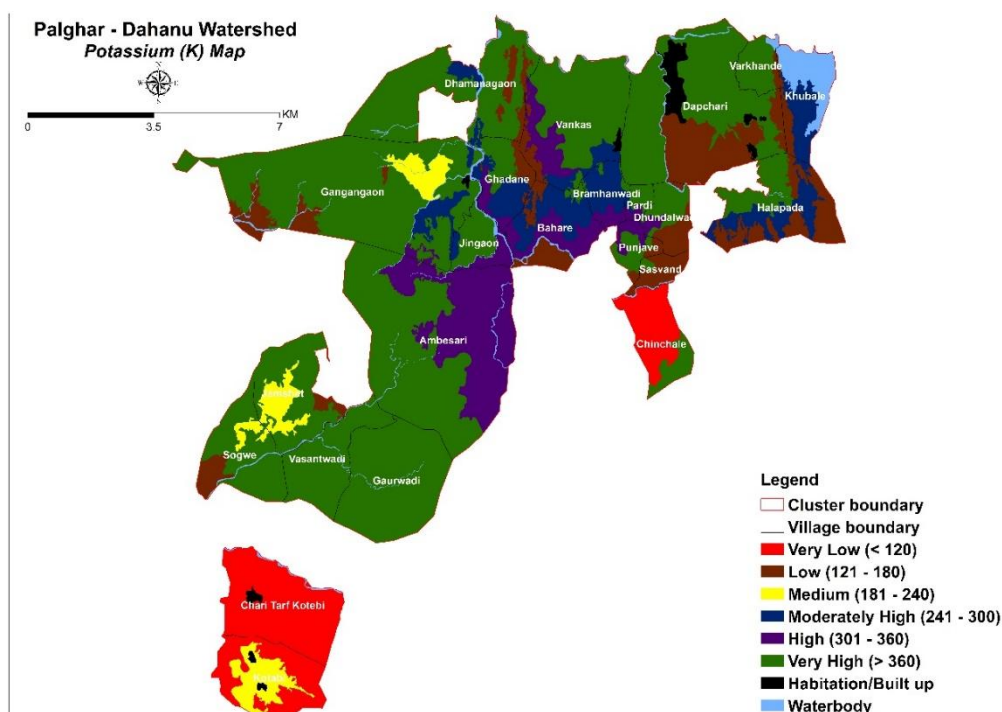 Palghar - Dahanu Watershed
Potassium (K) Map
N
W E
S
KM
0 3.5 7
Dhamanagaon
Varkhande
Khubale
Dapchari
Vankas
Ghadane
Gangangaon
Bramhanwadi
Pardi
Halapada
Dhundalwad
Bahare
Jingaon
Punjave
Sasvand
Ambesari
Chinchale
Sogwe
Vasantwadi
Gaurwadi
Chari Tarf Kotebi
Legend
Cluster boundary
Village boundary
Very Low (< 120)
Low (121 - 180)
Medium (181 - 240)
Moderately High (241 - 300)
High (301 - 360)
Very High (> 360)
Habitation/Built up
Waterbody